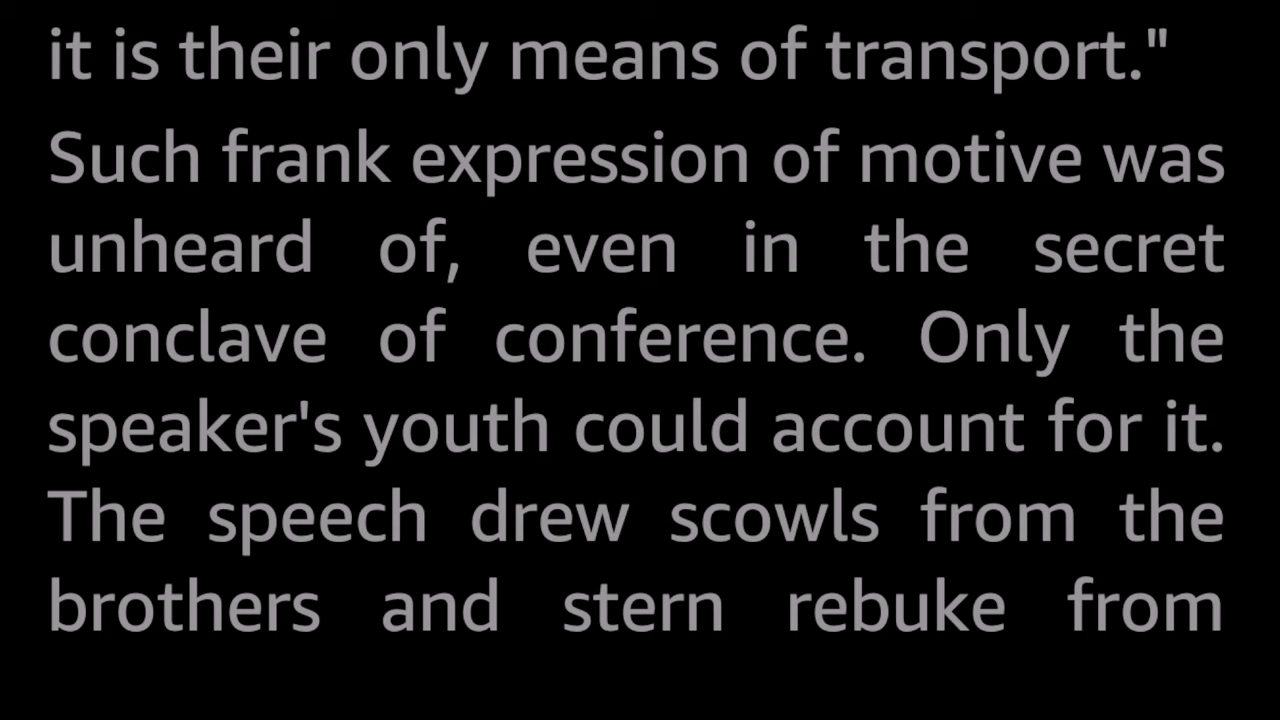 it is their only means of transport."
Such frank expression of motive was
unheard of, even in the secret
conclave of conference. Only the
speaker's youth could account for it.
The speech drew scowls from the
brothers and stern rebuke from